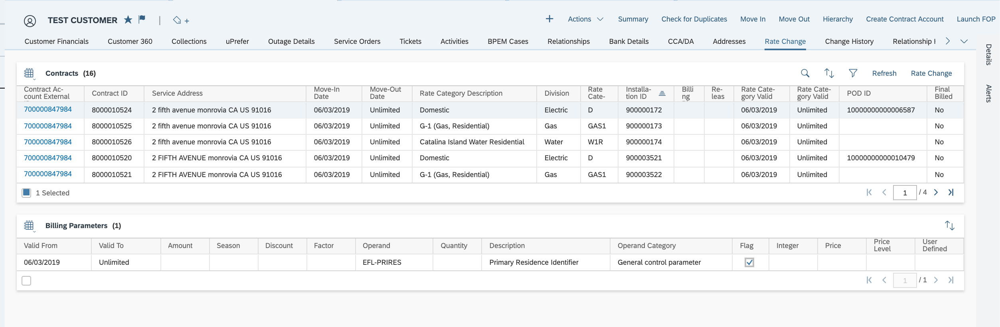 TEST CUSTOMER
Actions Summary Check for Duplicates Move In Move Out Hierarchy Create Contract Account Launch FOP
Customer Financials Customer 360 Collections uPrefer Outage Details Service Orders Tickets Activities BPEM Cases Relationships Bank Details CCA/DA Addresses Rate Change Change History Relationship
Details
Alerts
Contracts (16)
Refresh Rate Change
Contract Ac-
count External
Contract ID
Service Address
Move-In
Date
Move-Out
Date
Rate Category Description
Division
Rate
Cate-
Installa-
tion ID
Billi
ng
Re-
leas
Rate Cate-
gory Valid
Rate Cate-
gory Valid
POD ID
Final
Billed
700000847984 8000010524 2 fifth avenue monrovia CA US 91016 06/03/2019 Unlimited Domestic Electric D 900000172 06/03/2019 Unlimited 10000000000006587 No
700000847984 8000010525 2 fifth avenue monrovia CA US 91016 06/03/2019 Unlimited G-1 (Gas, Residential) Gas GAS1 900000173 06/03/2019 Unlimited No
700000847984 8000010526 2 fifth avenue monrovia CA US 91016 06/03/2019 Unlimited Catalina Island Water Residential Water W1R 900000174 06/03/2019 Unlimited No
700000847984 8000010520 2 FIFTH AVENUE monrovia CA US 91016 06/03/2019 Unlimited Domestic Electric D 900003521 06/03/2019 Unlimited 10000000000010479 No
700000847984 8000010521 2 FIFTH AVENUE monrovia CA US 91016 06/03/2019 Unlimited G-1 (Gas, Residential) Gas GAS1 900003522 06/03/2019 Unlimited No
1 Selected
1 / 4
Billing Parameters (1)
Valid From Valid To Amount Season Discount Factor Operand Quantity Description Operand Category Flag Integer Price
Price
Level
User
Defined
06/03/2019 Unlimited EFL-PRIRES Primary Residence Identifier General control parameter
1 / 1